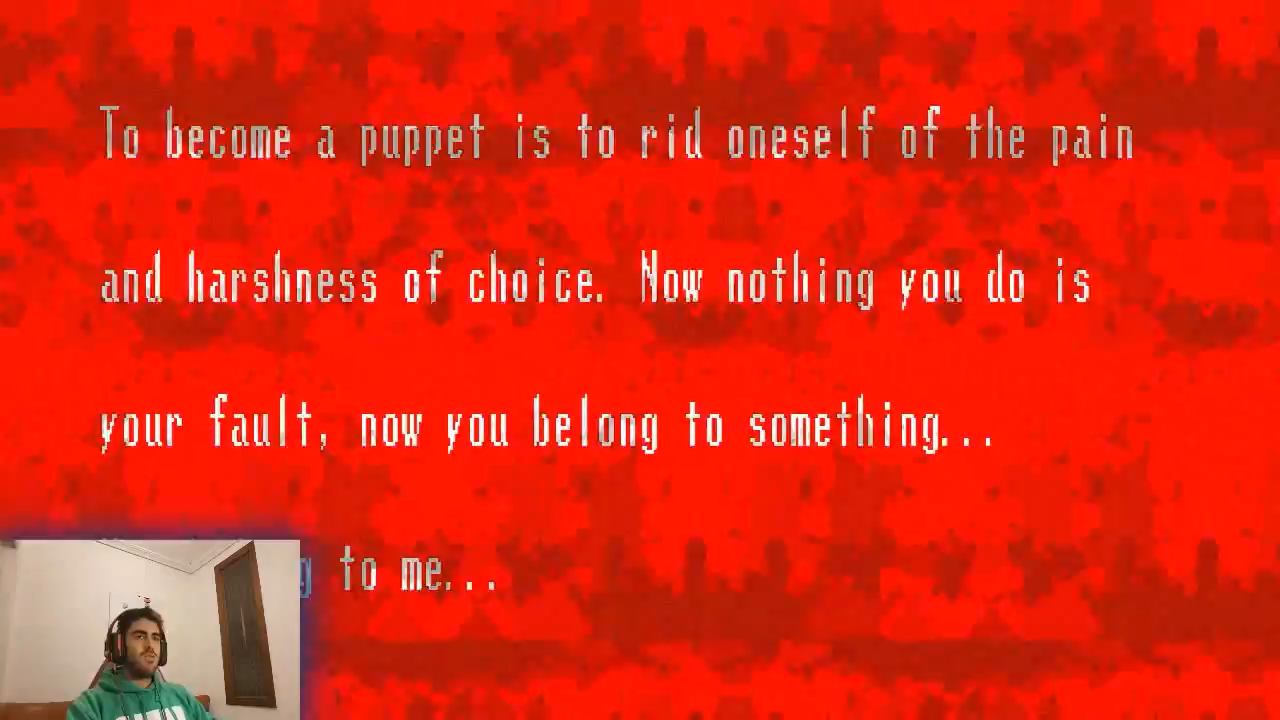 To become a puppet is to rid oneself of the pain
and harshness of choice. Now nothing you do is
your fault, now you belong to something...
to me...